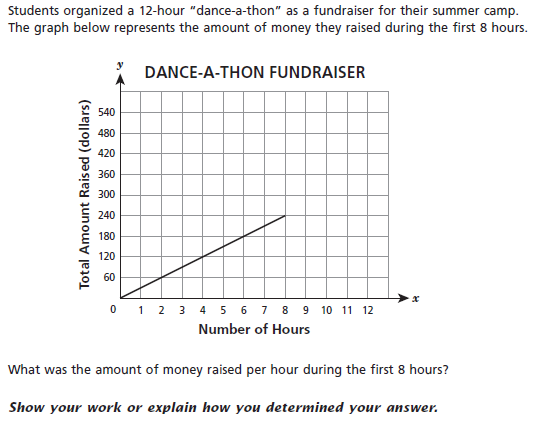 Students organized a 12-hour “dance-a-thon” as a fundraiser for their summer camp.
The graph below represents the amount of money they raised during the first 8 hours.
y
DANCE-A-THON FUNDRAISER
Total Amount Raised (dollars)
540
480
420
360
300
240
180
120
60
0 1 2 3 4 5 6 7 8 9 10 11 12
x
Number of Hours
What was the amount of money raised per hour during the first 8 hours?
Show your work or explain how you determined your answer.